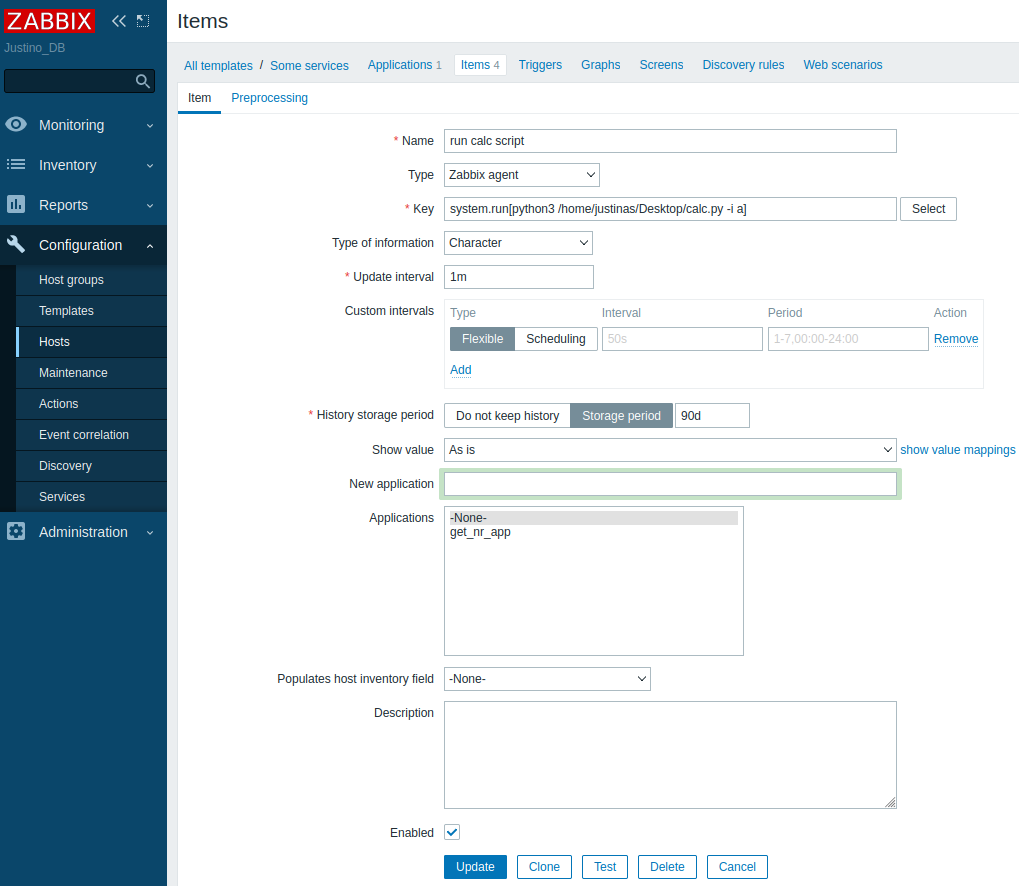 ZABBIX
Justino_DB
Monitoring
Inventory
Reports
Configuration
Host groups
Templates
Hosts
Maintenance
Actions
Event correlation
Discovery
Services
Administration
Items
All templates / Some services Applications 1 Items 4 Triggers Graphs Screens Discovery rules Web scenarios
Item Preprocessing
* Name run calc script
Type Zabbix agent
* Key system.run[python3 /home/justinas/Desktop/calc.py -i a] Select
Type of information Character
* Update interval 1m
Custom intervals Type Interval Period Action
Flexible Scheduling 50s 1-7,00:00-24:00 Remove
Add
* History storage period Do not keep history Storage period 90d
Show value As is show value mappings
New application
Applications -None-
get_nr_app
Populates host inventory field -None-
Description
Enabled
Update Clone Test Delete Cancel